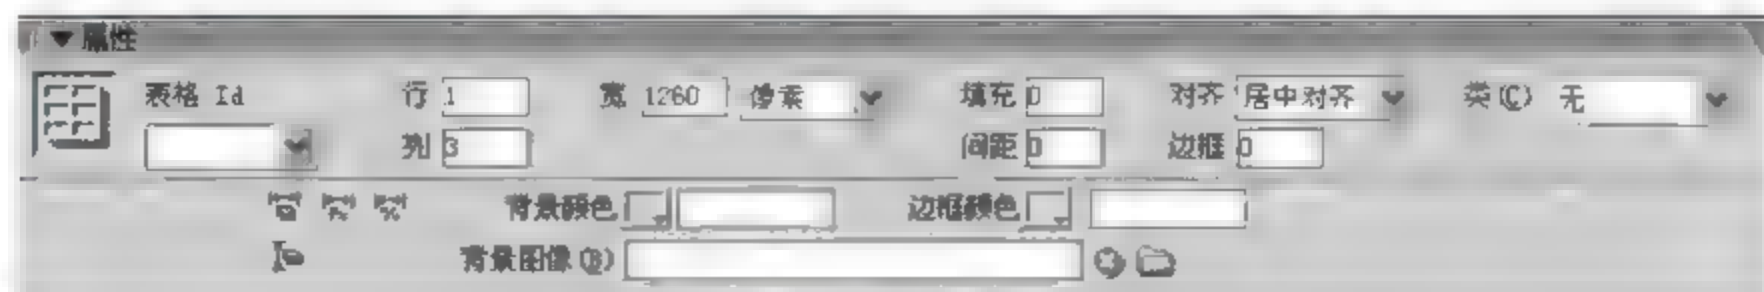 属性
表格 Id 行 1 宽 1260 像素 填充 0 对齐 居中对齐 类(C) 无
列 3 间距 0 边框 0
背景颜色 边框颜色
背景图像(B)